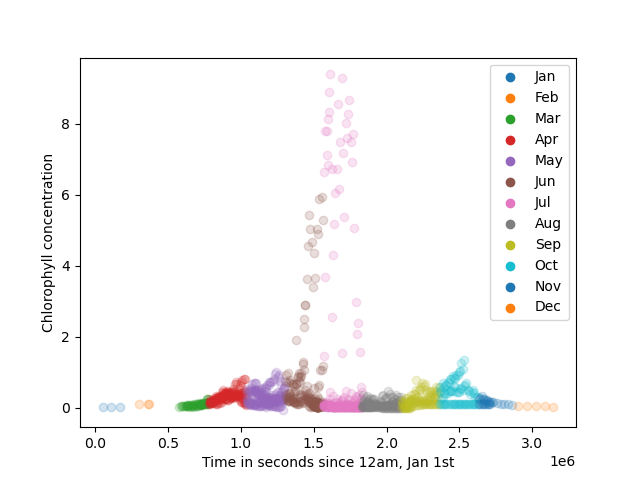 Chlorophyll concentration
8
6
4
2
0
0.0 0.5 1.0 1.5 2.0 2.5 3.0
1e6
Time in seconds since 12am, Jan 1st
Jan
Feb
Mar
Apr
May
Jun
Jul
Aug
Sep
Oct
Nov
Dec